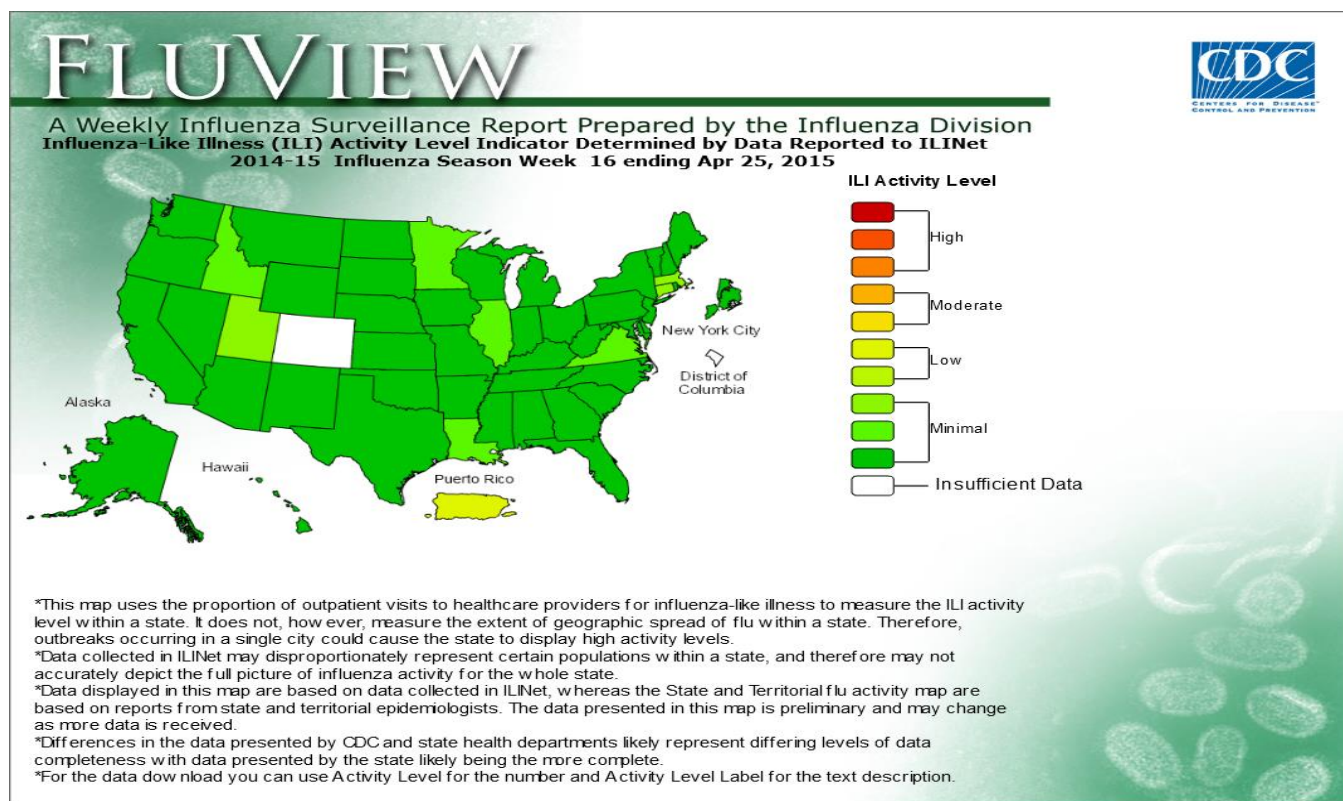 FLUVIEW
CDC
CENTERS FOR DISEASE
CONTROL AND PREVENTION
A Weekly Influenza Surveillance Report Prepared by the Influenza Division
Influenza-Like Illness (ILI) Activity Level Indicator Determined by Data Reported to ILINet
2014-15 Influenza Season Week 16 ending Apr 25, 2015
ILI Activity Level
High
Moderate
Low
Minimal
Insufficient Data
New York City
District of
Columbia
Alaska
Hawaii
Puerto Rico
*This map uses the proportion of outpatient visits to healthcare providers for influenza-like illness to measure the ILI activity
level within a state. It does not, however, measure the extent of geographic spread of flu within a state. Therefore,
outbreaks occurring in a single city could cause the state to display high activity levels.
*Data collected in ILINet may disproportionately represent certain populations within a state, and therefore may not
accurately depict the full picture of influenza activity for the whole state.
*Data displayed in this map are based on data collected in ILINet, whereas the State and Territorial flu activity map are
based on reports from state and territorial epidemiologists. The data presented in this map is preliminary and may change
as more data is received.
*Differences in the data presented by CDC and state health departments likely represent differing levels of data
completeness with data presented by the state likely being the more complete.
*For the data download you can use Activity Level for the number and Activity Level Label for the text description.